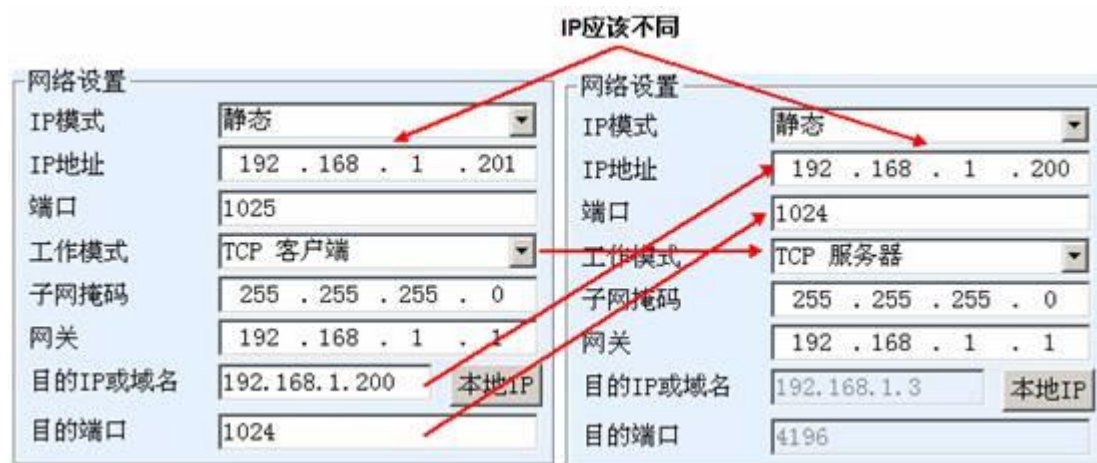 IP应该不同
网络设置
IP模式 静态
IP地址 192 . 168 . 1 . 201
端口 1025
工作模式 TCP 客户端
子网掩码 255 . 255 . 255 . 0
网关 192 . 168 . 1 . 1
目的IP或域名 192.168.1.200 本地IP
目的端口 1024
网络设置
IP模式 静态
IP地址 192 . 168 . 1 . 200
端口 1024
工作模式 TCP 服务器
子网掩码 255 . 255 . 255 . 0
网关 192 . 168 . 1 . 1
目的IP或域名 192.168.1.3 本地IP
目的端口 4196